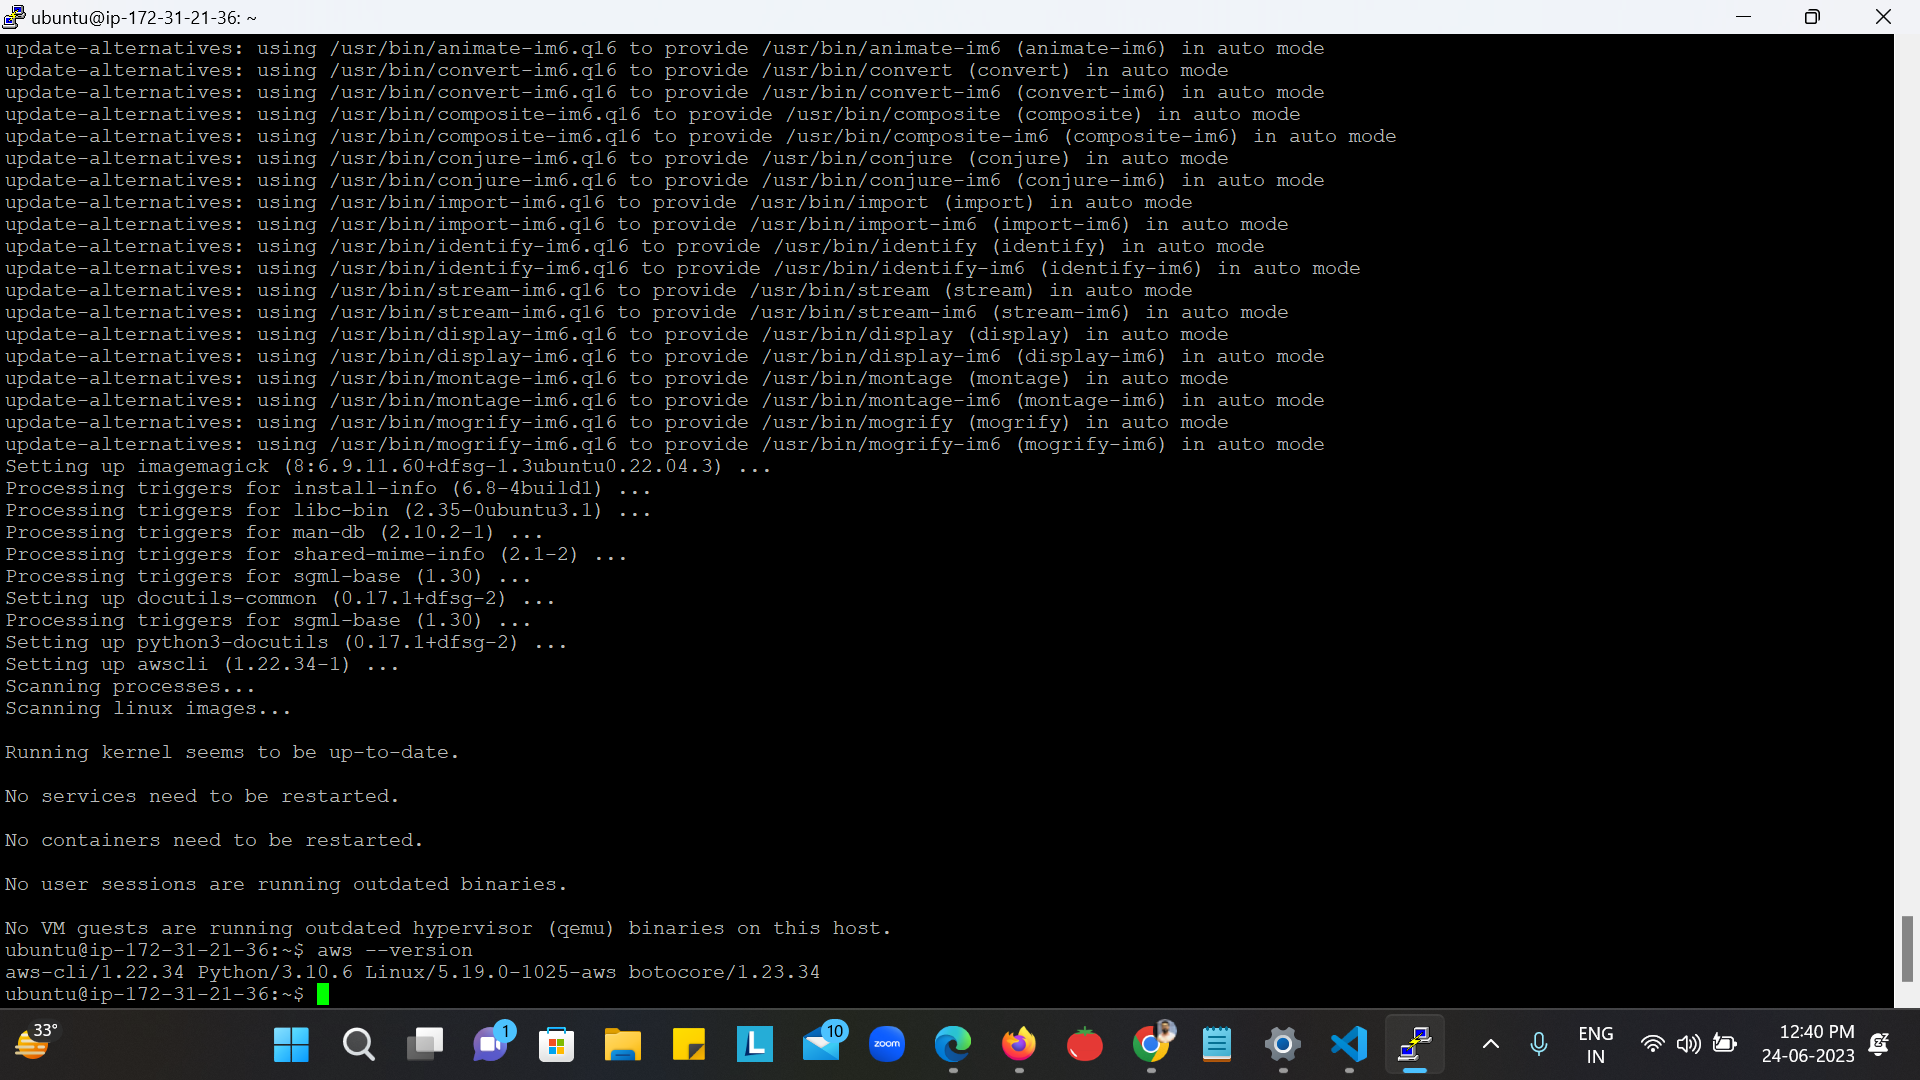 ubuntu@ip-172-31-21-36: ~
update-alternatives: using /usr/bin/animate-im6.q16 to provide /usr/bin/animate-im6 (animate-im6) in auto mode
update-alternatives: using /usr/bin/convert-im6.q16 to provide /usr/bin/convert (convert) in auto mode
update-alternatives: using /usr/bin/convert-im6.q16 to provide /usr/bin/convert-im6 (convert-im6) in auto mode
update-alternatives: using /usr/bin/composite-im6.q16 to provide /usr/bin/composite (composite) in auto mode
update-alternatives: using /usr/bin/composite-im6.q16 to provide /usr/bin/composite-im6 (composite-im6) in auto mode
update-alternatives: using /usr/bin/conjure-im6.q16 to provide /usr/bin/conjure (conjure) in auto mode
update-alternatives: using /usr/bin/conjure-im6.q16 to provide /usr/bin/conjure-im6 (conjure-im6) in auto mode
update-alternatives: using /usr/bin/import-im6.q16 to provide /usr/bin/import (import) in auto mode
update-alternatives: using /usr/bin/import-im6.q16 to provide /usr/bin/import-im6 (import-im6) in auto mode
update-alternatives: using /usr/bin/identify-im6.q16 to provide /usr/bin/identify (identify) in auto mode
update-alternatives: using /usr/bin/identify-im6.q16 to provide /usr/bin/identify-im6 (identify-im6) in auto mode
update-alternatives: using /usr/bin/stream-im6.q16 to provide /usr/bin/stream (stream) in auto mode
update-alternatives: using /usr/bin/stream-im6.q16 to provide /usr/bin/stream-im6 (stream-im6) in auto mode
update-alternatives: using /usr/bin/display-im6.q16 to provide /usr/bin/display (display) in auto mode
update-alternatives: using /usr/bin/display-im6.q16 to provide /usr/bin/display-im6 (display-im6) in auto mode
update-alternatives: using /usr/bin/montage-im6.q16 to provide /usr/bin/montage (montage) in auto mode
update-alternatives: using /usr/bin/montage-im6.q16 to provide /usr/bin/montage-im6 (montage-im6) in auto mode
update-alternatives: using /usr/bin/mogrify-im6.q16 to provide /usr/bin/mogrify (mogrify) in auto mode
update-alternatives: using /usr/bin/mogrify-im6.q16 to provide /usr/bin/mogrify-im6 (mogrify-im6) in auto mode
Setting up imagemagick (8:6.9.11.60+dfsg-1.3ubuntu0.22.04.3) ...
Processing triggers for install-info (6.8-4build1) ...
Processing triggers for libc-bin (2.35-0ubuntu3.1) ...
Processing triggers for man-db (2.10.2-1) ...
Processing triggers for shared-mime-info (2.1-2) ...
Processing triggers for sgml-base (1.30) ...
Setting up docutils-common (0.17.1+dfsg-2) ...
Processing triggers for sgml-base (1.30) ...
Setting up python3-docutils (0.17.1+dfsg-2) ...
Setting up awscli (1.22.34-1) ...
Scanning processes...
Scanning linux images...
Running kernel seems to be up-to-date.
No services need to be restarted.
No containers need to be restarted.
No user sessions are running outdated binaries.
No VM guests are running outdated hypervisor (qemu) binaries on this host.
ubuntu@ip-172-31-21-36:~$ aws --version
aws-cli/1.22.34 Python/3.10.6 Linux/5.19.0-1025-aws botocore/1.23.34
ubuntu@ip-172-31-21-36:~$
33°
1
L
10
zoom
ENG
IN
12:40 PM
24-06-2023